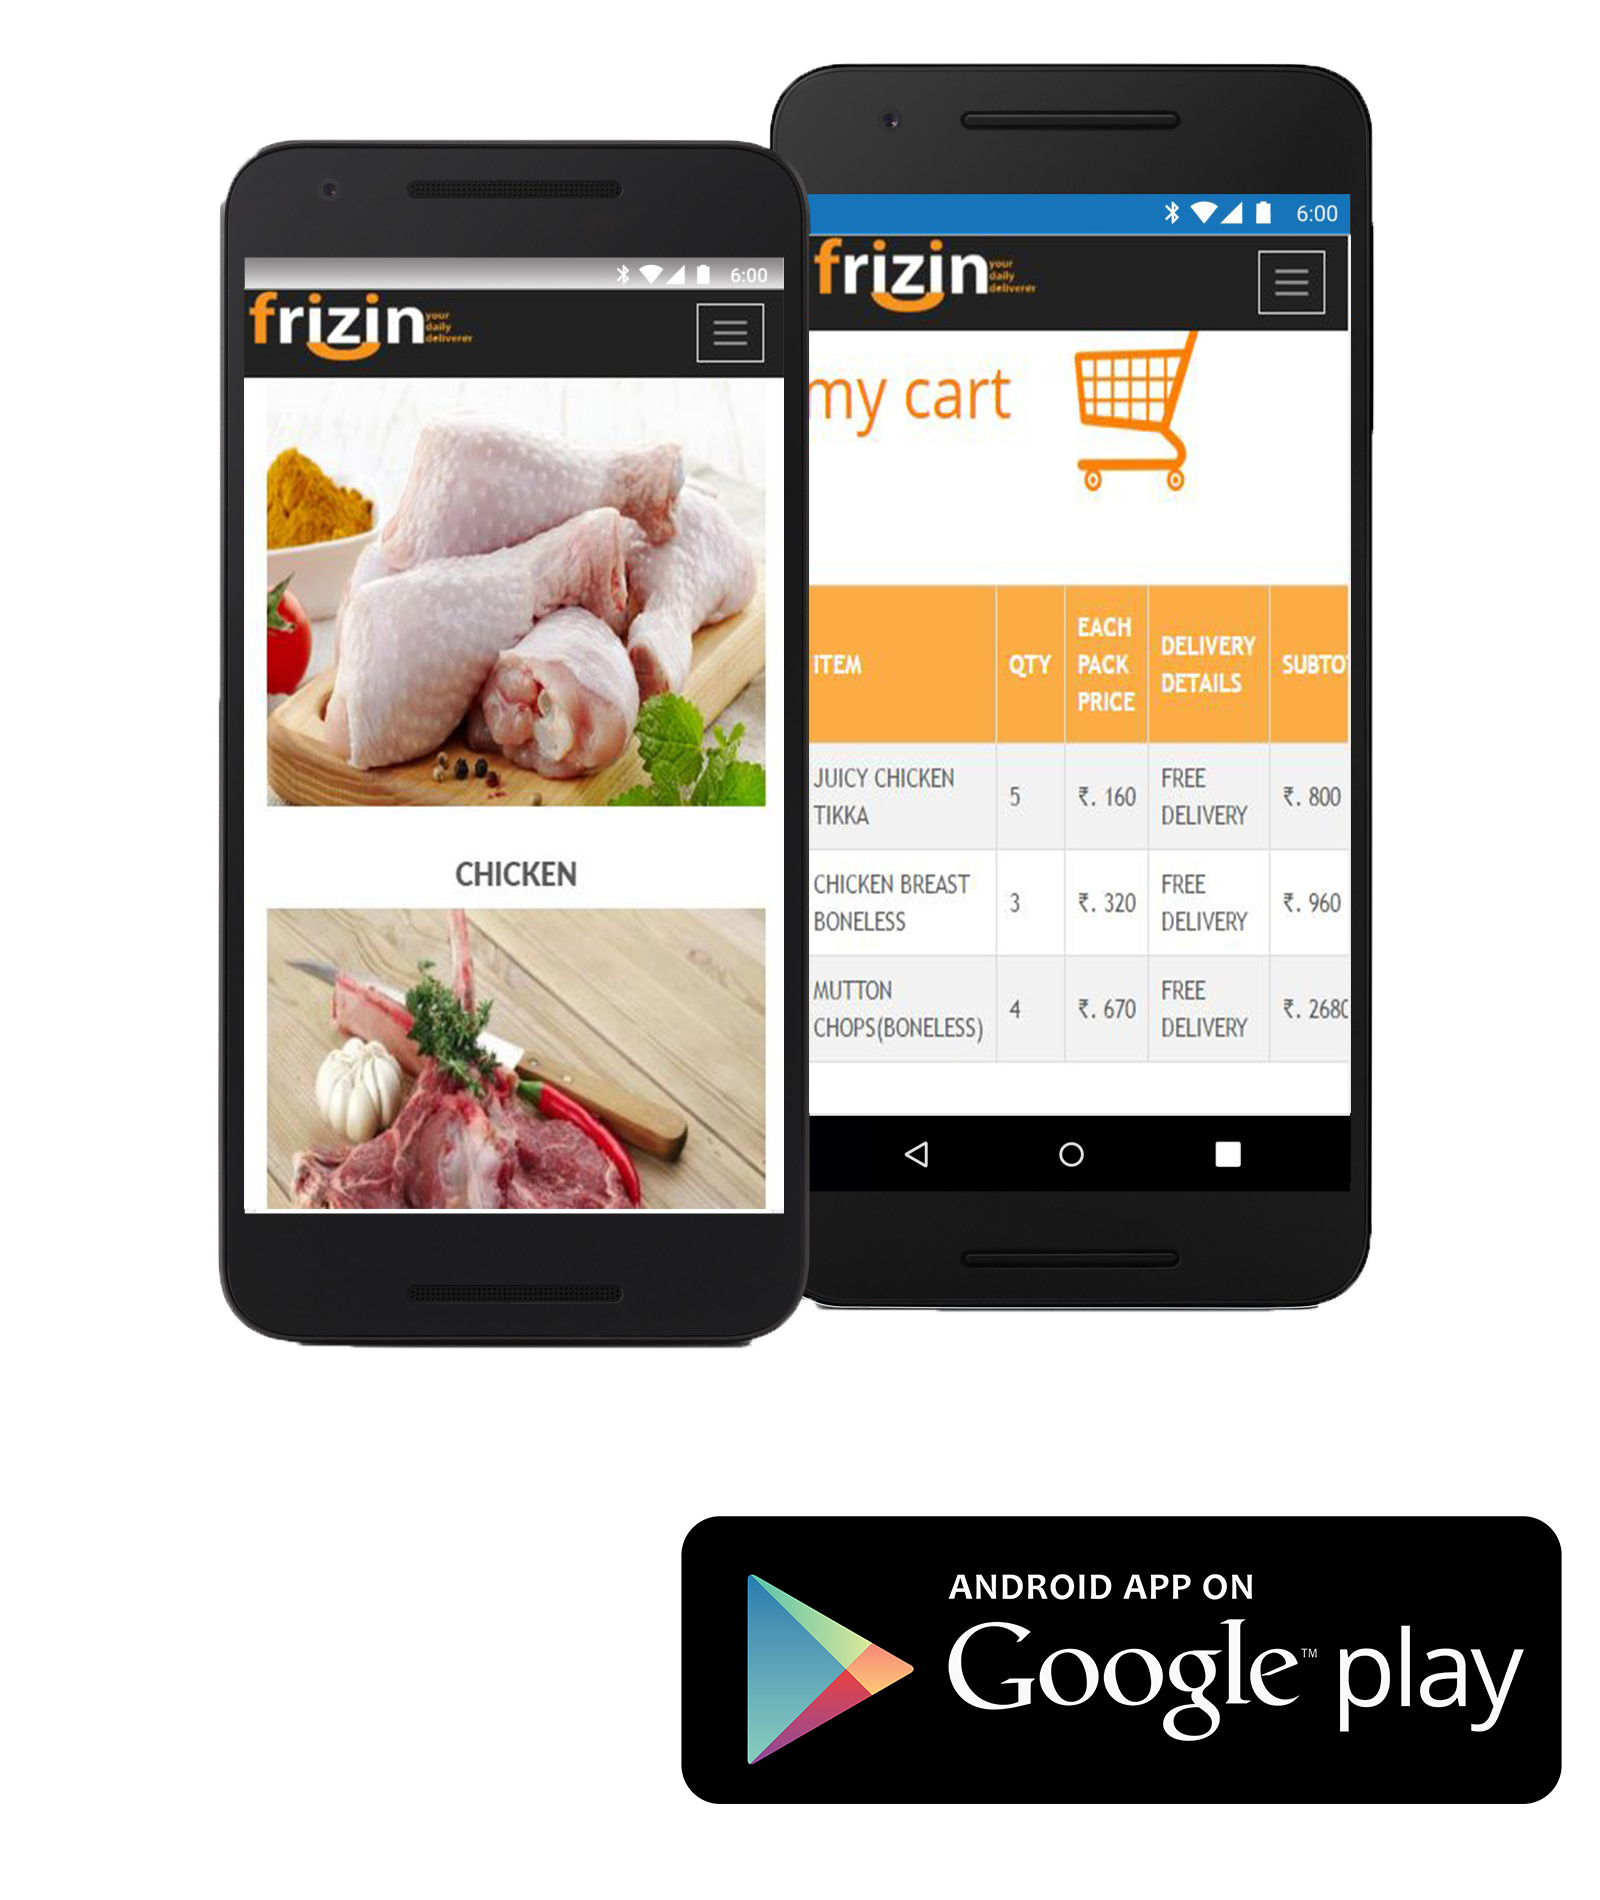 6:00
frizin
your
daily
deliverer
CHICKEN
6:00
frizin
your
daily
deliverer
my cart
ITEM
QTY
EACH
PACK
PRICE
DELIVERY
DETAILS
SUBTO
JUICY CHICKEN
TIKKA
5
₹. 160
FREE
DELIVERY
₹. 800
CHICKEN BREAST
BONELESS
3
₹. 320
FREE
DELIVERY
₹. 960
MUTTON
CHOPS(BONELESS)
4
₹. 670
FREE
DELIVERY
₹. 2680
ANDROID APP ON
Google™ play